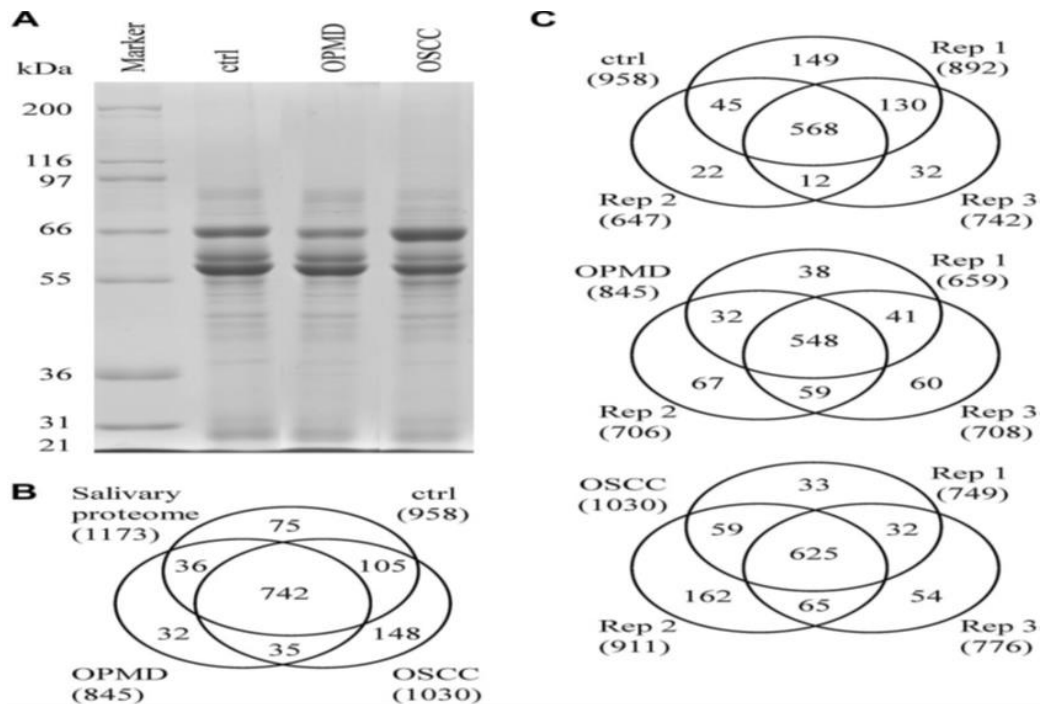 A
kDa
Marker
ctrl
OPMD
OSCC
200
116
97
66
55
36
31
21
B
Salivary
proteome
(1173)
ctrl
(958)
75
36
105
742
32
35
148
OPMD
(845)
OSCC
(1030)
C
ctrl
(958)
Rep 1
(892)
149
45
130
568
22
12
32
Rep 2
(647)
Rep 3
(742)
OPMD
(845)
Rep 1
(659)
38
32
41
548
67
59
60
Rep 2
(706)
Rep 3
(708)
OSCC
(1030)
Rep 1
(749)
33
59
32
625
162
65
54
Rep 2
(911)
Rep 3
(776)